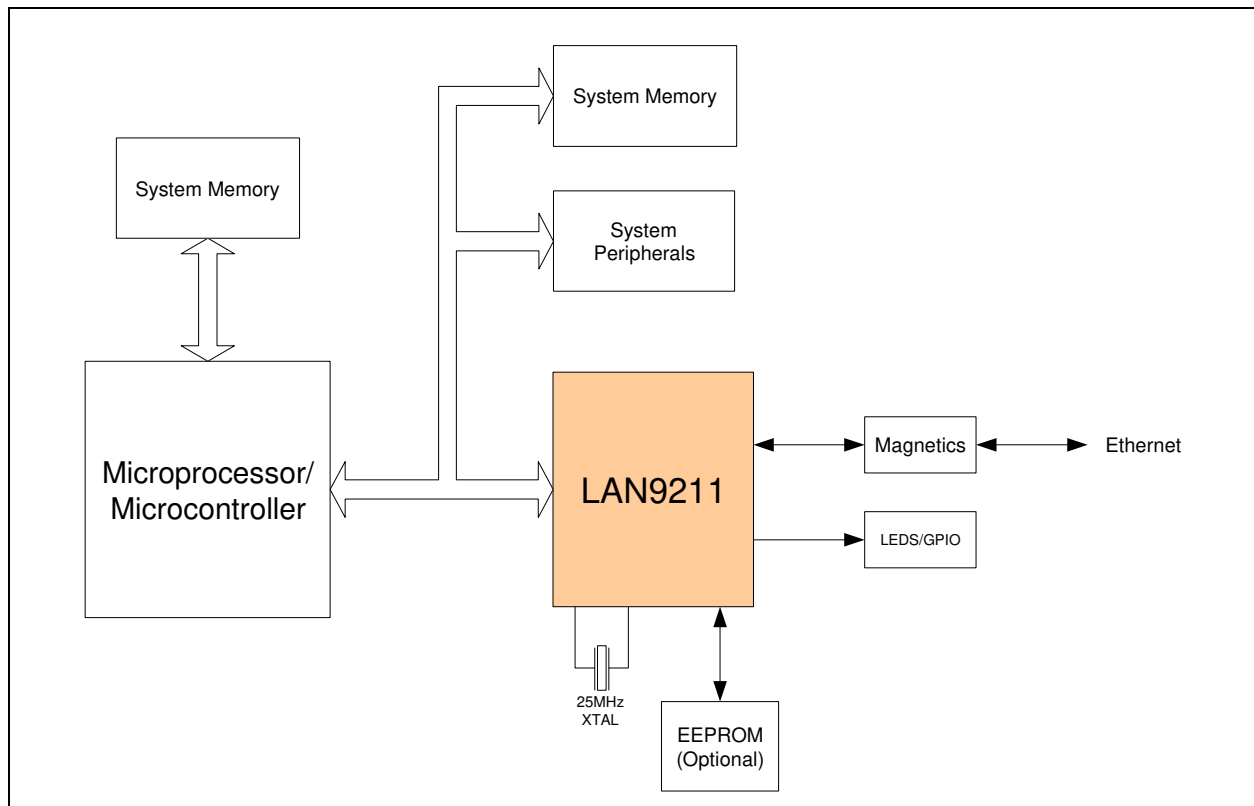 System Memory
System Memory
System
Peripherals
Microprocessor/
Microcontroller
LAN9211
Magnetics
Ethernet
LEDS/GPIO
25MHz
XTAL
EEPROM
(Optional)